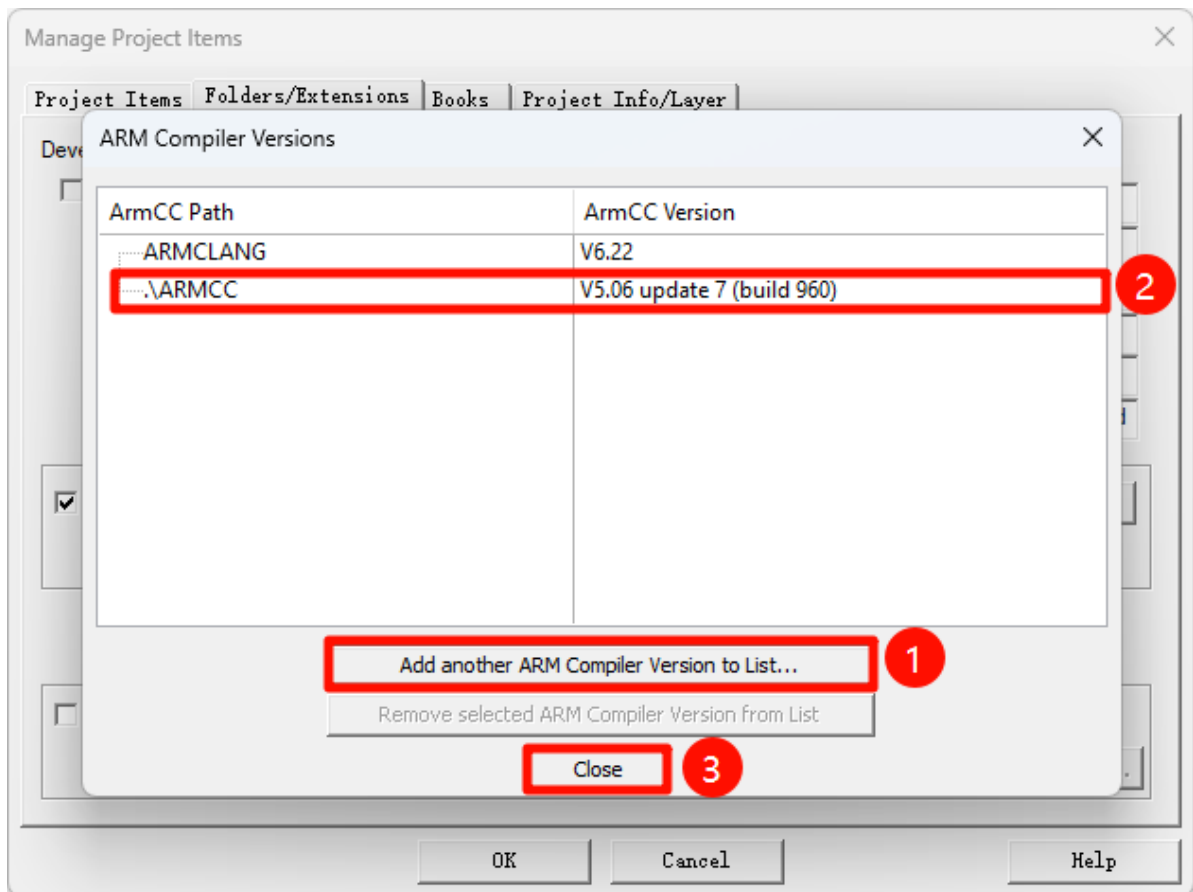 Manage Project Items
Project Items Folders/Extensions Books Project Info/Layer
Deve
ARM Compiler Versions
ArmCC Path ArmCC Version
ARMCLANG V6.22
.\ARMCC V5.06 update 7 (build 960)
2
Add another ARM Compiler Version to List...
1
Remove selected ARM Compiler Version from List
Close
3
OK Cancel Help